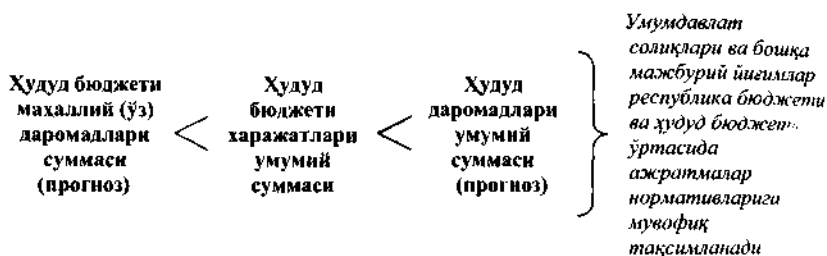 Ҳудуд бюджети
маҳаллий (ўз)
даромадлари
суммаси
(прогноз)
<
Ҳудуд
бюджети
харажатлари
умумий
суммаси
<
Ҳудуд
даромадлари
умумий
суммаси
(прогноз)
Умумдавлат
солиқлари ва бошқа
мажбурий йиғимлар
республика бюджети
ва ҳудуд бюджети
ўртасида
ажратмалар
нормативлариги
мувофиқ
тақсимланади